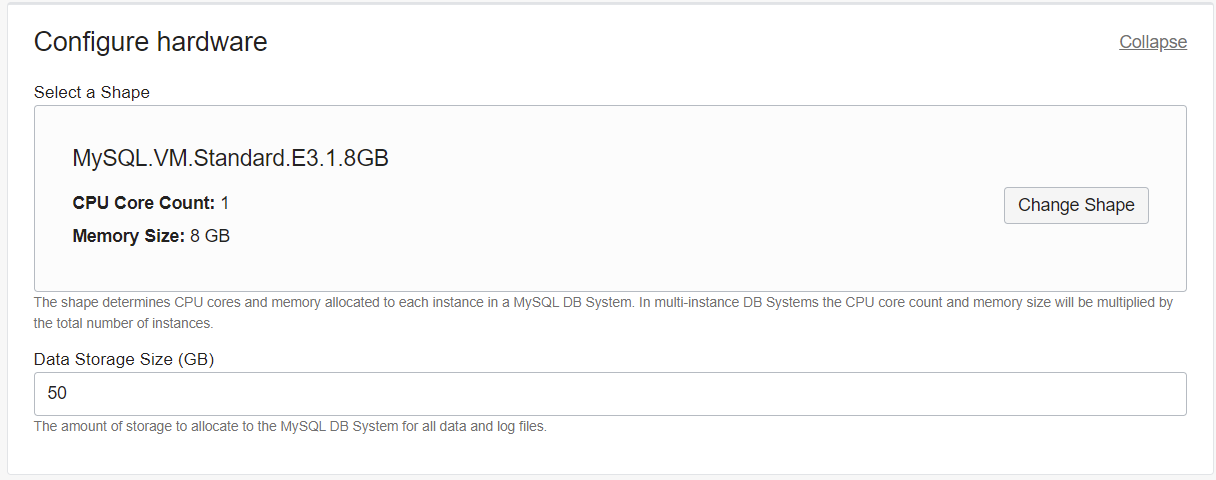 Configure hardware
Collapse
Select a Shape
MySQL.VM.Standard.E3.1.8GB
CPU Core Count: 1
Change Shape
Memory Size: 8 GB
The shape determines CPU cores and memory allocated to each instance in a MySQL DB System. In multi-instance DB Systems the CPU core count and memory size will be multiplied by
the total number of instances.
Data Storage Size (GB)
50
The amount of storage to allocate to the MySQL DB System for all data and log files.